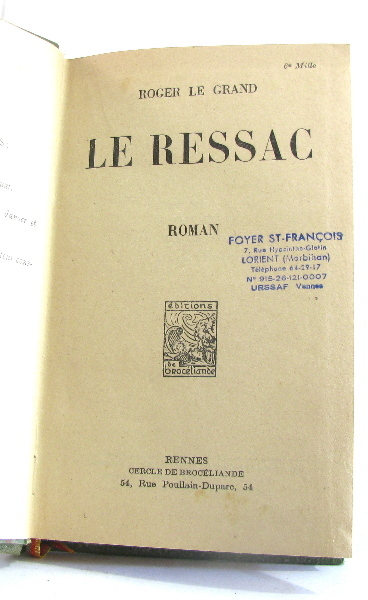 6e Mille
ROGER LE GRAND
LE RESSAC
ROMAN
FOYER ST-FRANÇOIS
7, Rue Hyacinthe-Glotin
LORIENT (Morbihan)
Téléphone 64-29-17
N° 915-26-121-0007
URSSAF Vannes
éditions
de brocéliande
RENNES
CERCLE DE BROCÉLIANDE
54, Rue Poullain-Duparc, 54